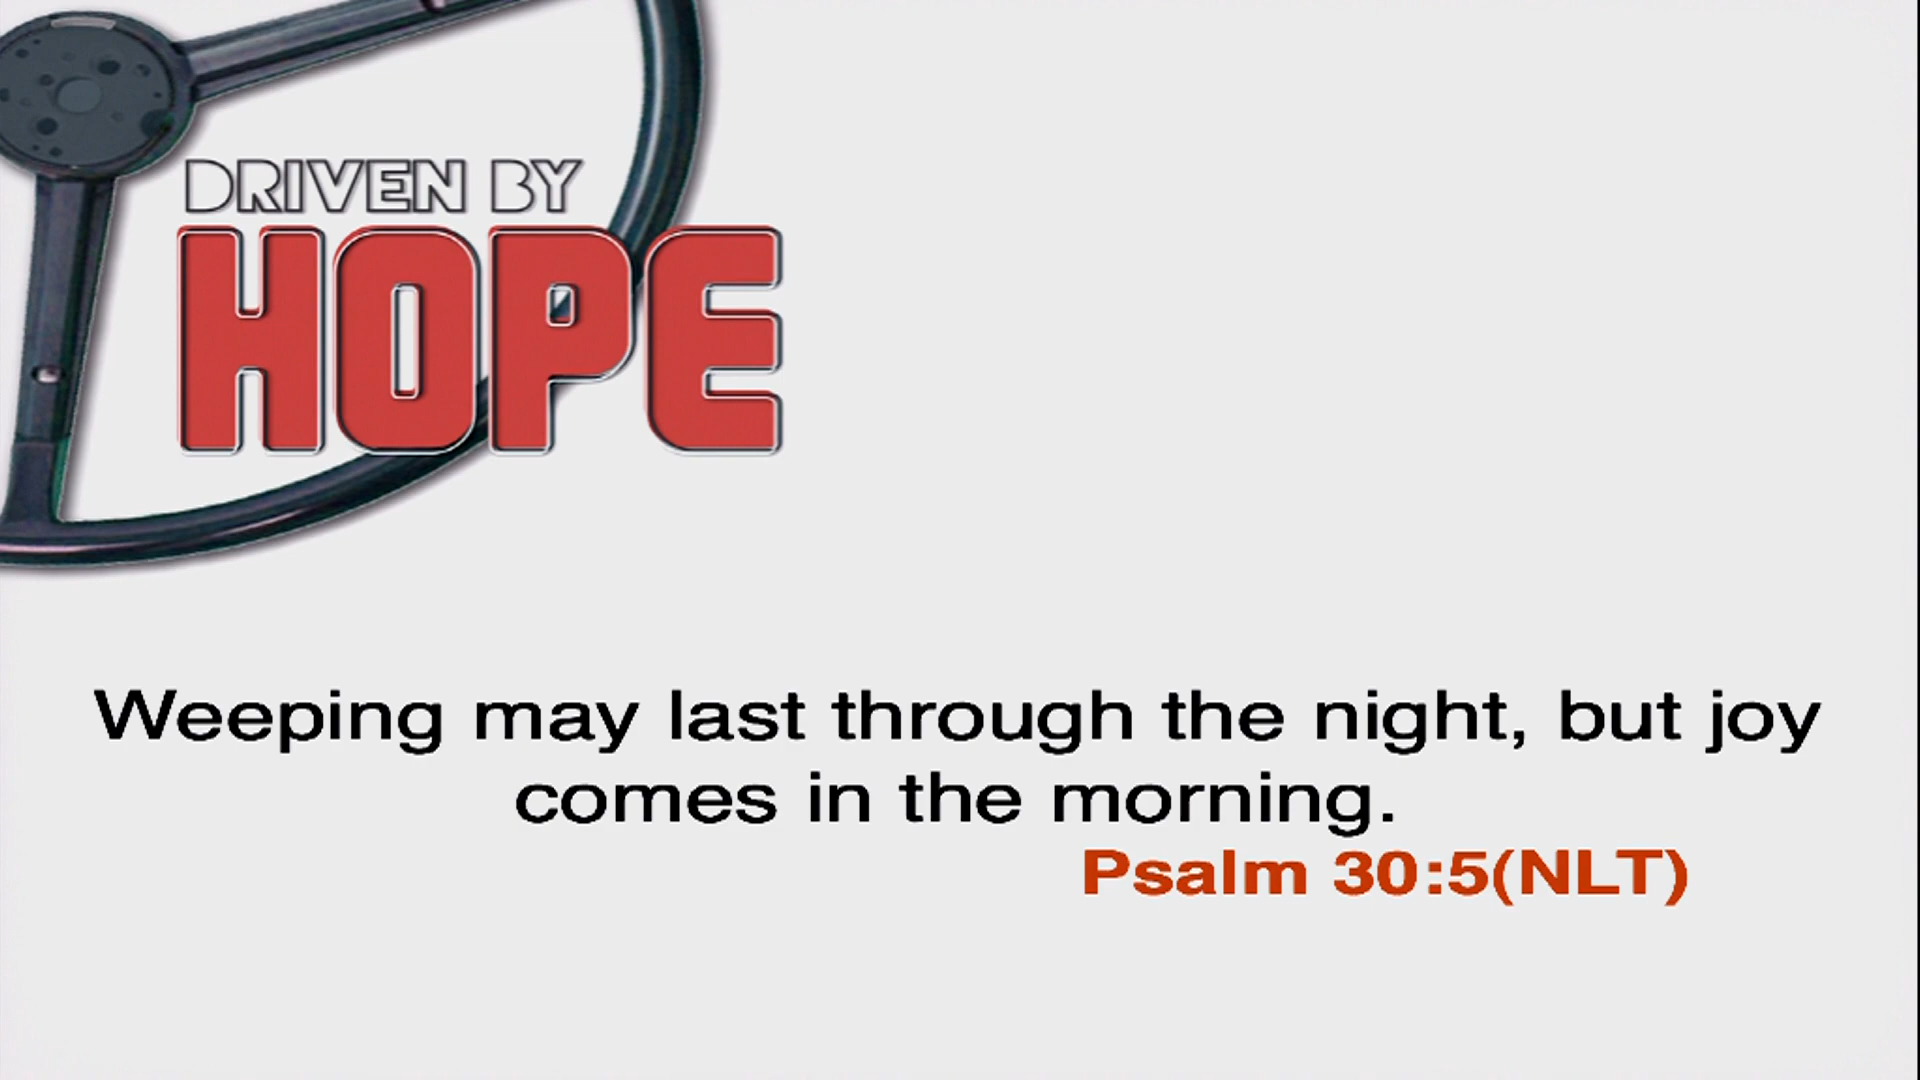 DRIVEN BY
HOPE
Weeping may last through the night, but joy
comes in the morning.
Psalm 30:5(NLT)